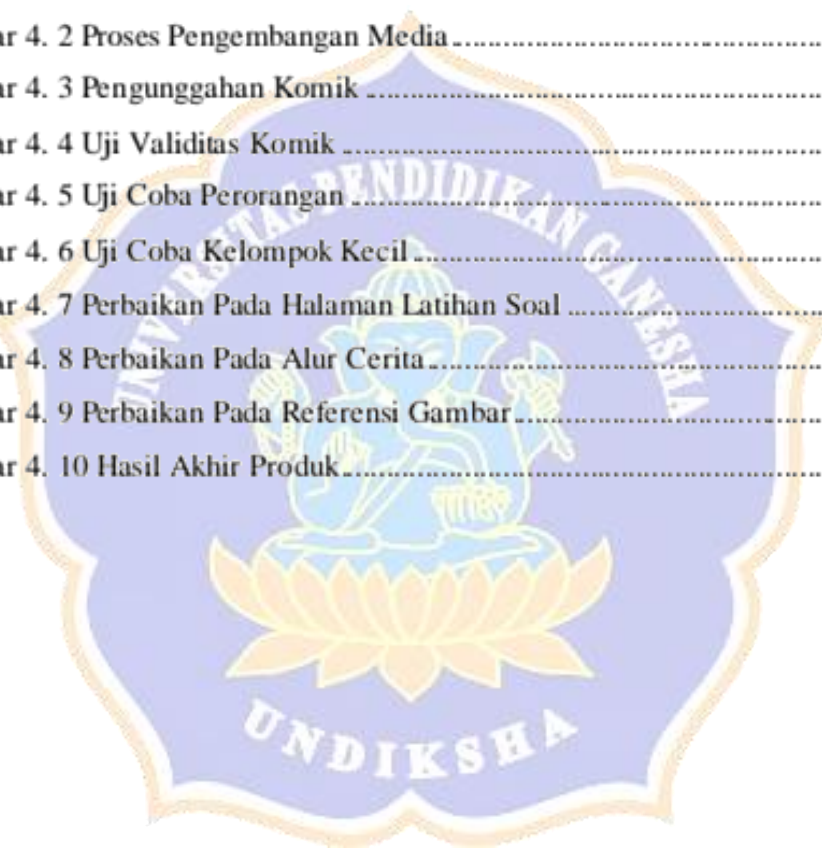 ar 4. 2 Proses Pengembangan Media
ar 4. 3 Pengunggahan Komik
ar 4. 4 Uji Validitas Komik
ar 4. 5 Uji Coba Perorangan
ar 4. 6 Uji Coba Kelompok Kecil
ar 4. 7 Perbaikan Pada Halaman Latihan Soal
ar 4. 8 Perbaikan Pada Alur Cerita
ar 4. 9 Perbaikan Pada Referensi Gambar
ar 4. 10 Hasil Akhir Produk
UNIVERSITAS PENDIDIKAN GANESHA
UNDIKSHA